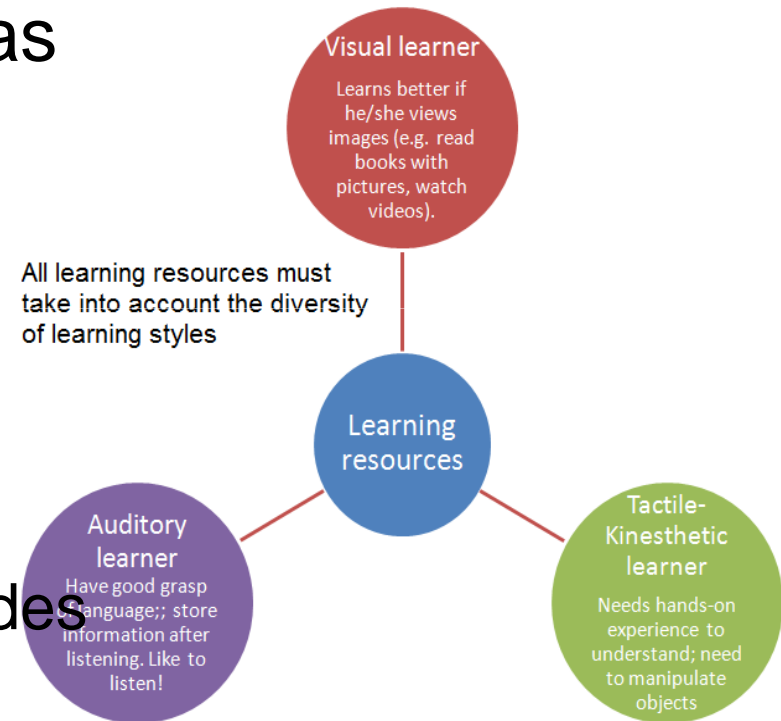 as
Visual learner
Learns better if
he/she views
images (e.g. read
books with
pictures, watch
videos).
All learning resources must
take into account the diversity
of learning styles
Learning
resources
Auditory
learner
Have good grasp
of language;; store
information after
listening. Like to
listen!
des
Tactile-
Kinesthetic
learner
Needs hands-on
experience to
understand; need
to manipulate
objects